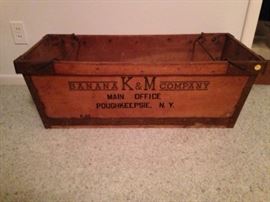 BANANA K & M COMPANY
MAIN OFFICE
POUGHKEEPSIE, N. Y.